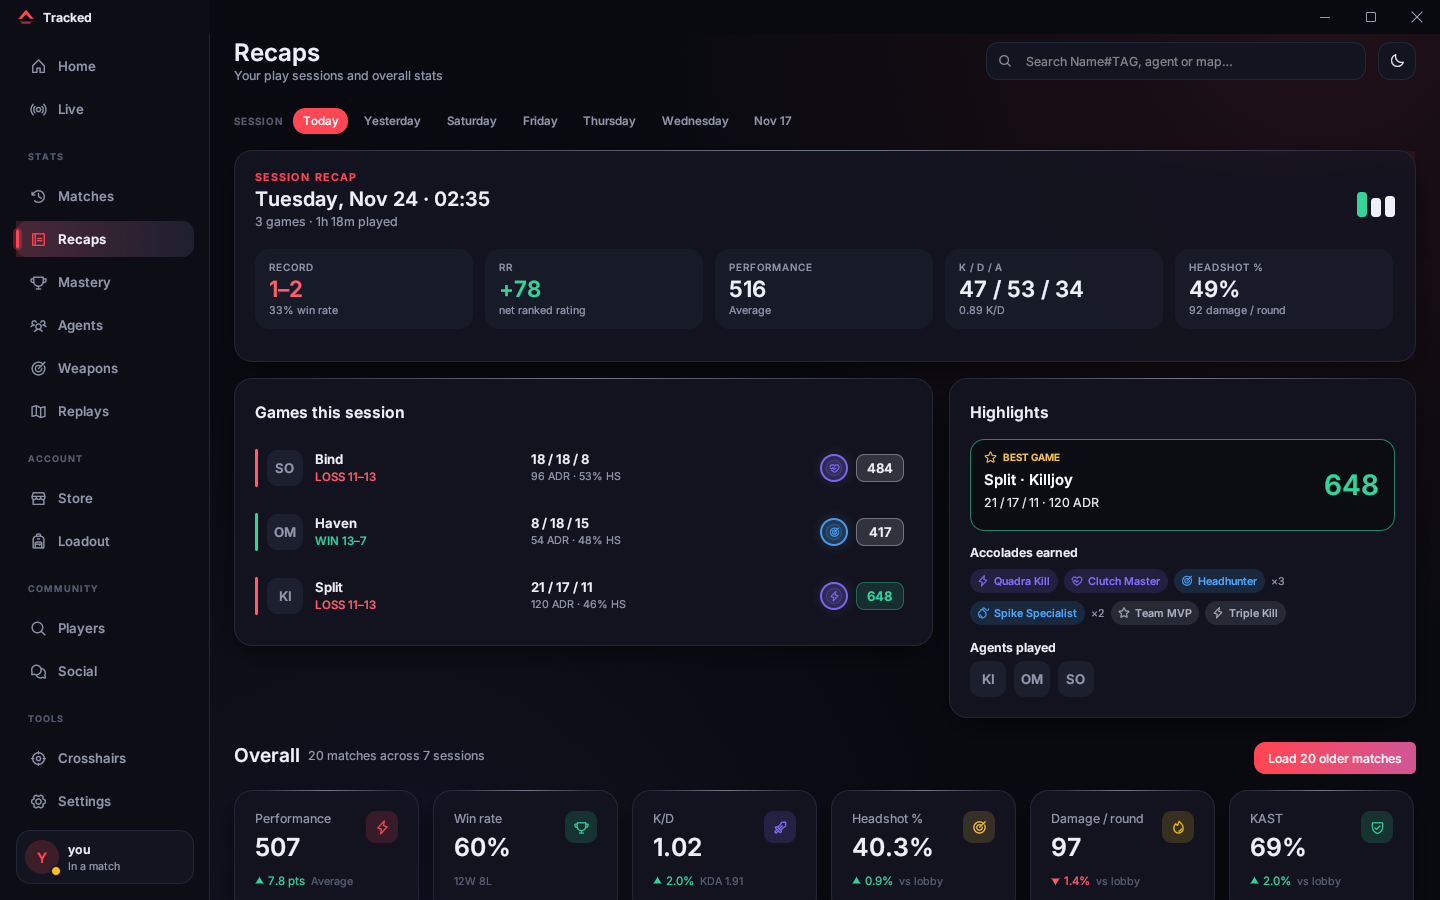 Tracked
Home
Live
STATS
Matches
Recaps
Mastery
Agents
Weapons
Replays
ACCOUNT
Store
Loadout
COMMUNITY
Players
Social
TOOLS
Crosshairs
Settings
Y
you
In a match
Recaps
Your play sessions and overall stats
Search Name#TAG, agent or map...
SESSION Today Yesterday Saturday Friday Thursday Wednesday Nov 17
SESSION RECAP
Tuesday, Nov 24 · 02:35
3 games · 1h 18m played
RECORD
1–2
33% win rate
RR
+78
net ranked rating
PERFORMANCE
516
Average
K / D / A
47 / 53 / 34
0.89 K/D
HEADSHOT %
49%
92 damage / round
Games this session
SO
Bind
LOSS 11–13
18 / 18 / 8
96 ADR · 53% HS
484
OM
Haven
WIN 13–7
8 / 18 / 15
54 ADR · 48% HS
417
KI
Split
LOSS 11–13
21 / 17 / 11
120 ADR · 46% HS
648
Highlights
BEST GAME
Split · Killjoy
21 / 17 / 11 · 120 ADR
648
Accolades earned
Quadra Kill Clutch Master Headhunter ×3
Spike Specialist ×2 Team MVP Triple Kill
Agents played
KI OM SO
Overall 20 matches across 7 sessions
Load 20 older matches
Performance
507
7.8 pts Average
Win rate
60%
12W 8L
K/D
1.02
2.0% KDA 1.91
Headshot %
40.3%
0.9% vs lobby
Damage / round
97
1.4% vs lobby
KAST
69%
2.0% vs lobby